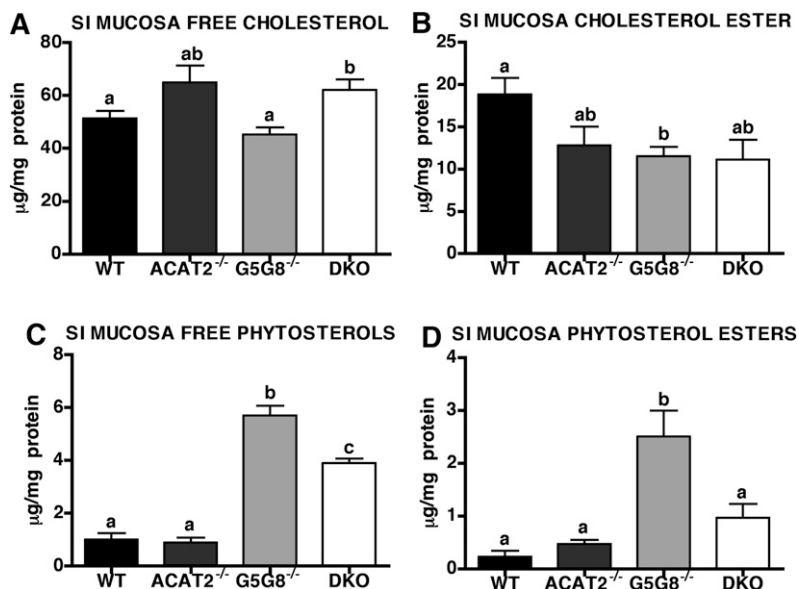 A SI MUCOSA FREE CHOLESTEROL
80
60
40
20
0
μg/mg protein
a
ab
a
b
WT ACAT2-/- G5G8-/- DKO
B SI MUCOSA CHOLESTEROL ESTER
25
20
15
10
5
0
μg/mg protein
a
ab
b
ab
WT ACAT2-/- G5G8-/- DKO
C SI MUCOSA FREE PHYTOSTEROLS
8
6
4
2
0
μg/mg protein
a
a
b
c
WT ACAT2-/- G5G8-/- DKO
D SI MUCOSA PHYTOSTEROL ESTERS
4
3
2
1
0
μg/mg protein
a
a
b
a
WT ACAT2-/- G5G8-/- DKO